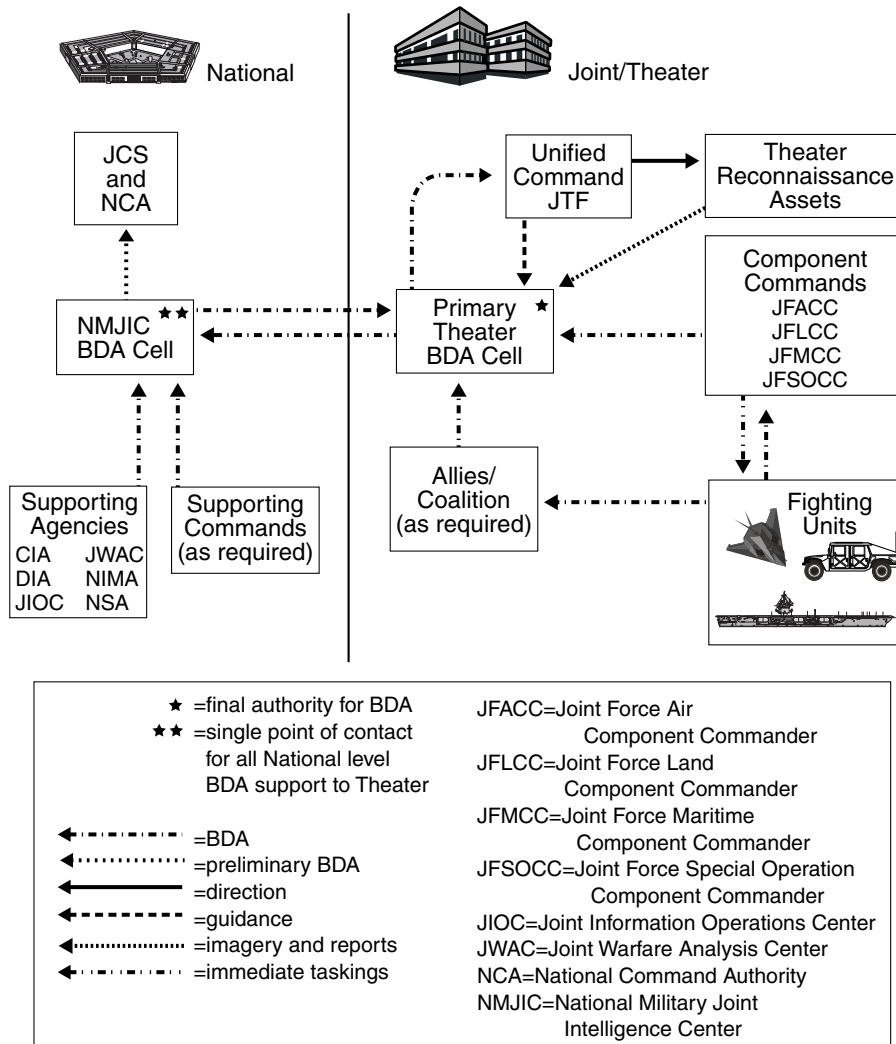 National
Joint/Theater
JCS
and
NCA
Unified
Command
JTF
Theater
Reconnaissance
Assets
NMJIC
BDA Cell
Primary
Theater
BDA Cell
Component
Commands
JFACC
JFLCC
JFMCC
JFSOCC
Supporting
Agencies
CIA JWAC
DIA NIMA
JIOC NSA
Supporting
Commands
(as required)
Allies/
Coalition
(as required)
Fighting
Units
=final authority for BDA
=single point of contact
for all National level
BDA support to Theater
=BDA
=preliminary BDA
=direction
=guidance
=imagery and reports
=immediate taskings
JFACC=Joint Force Air
Component Commander
JFLCC=Joint Force Land
Component Commander
JFMCC=Joint Force Maritime
Component Commander
JFSOCC=Joint Force Special Operation
Component Commander
JIOC=Joint Information Operations Center
JWAC=Joint Warfare Analysis Center
NCA=National Command Authority
NMJIC=National Military Joint
Intelligence Center